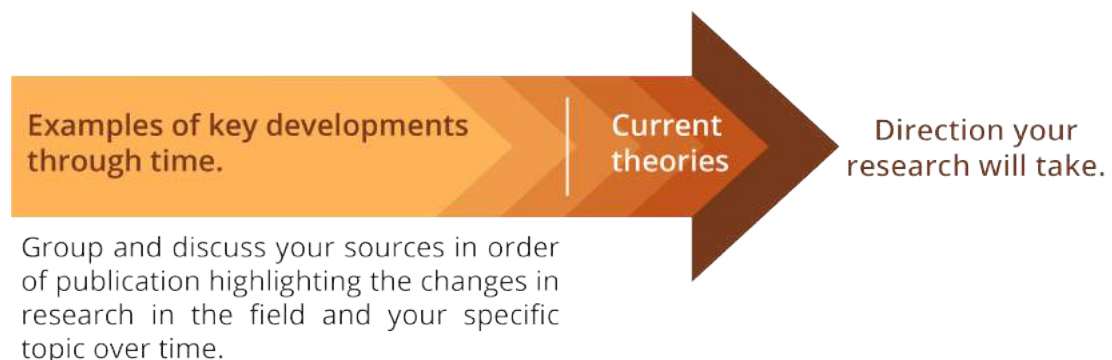 Examples of key developments
through time.
Current
theories
Direction your
research will take.
Group and discuss your sources in order
of publication highlighting the changes in
research in the field and your specific
topic over time.